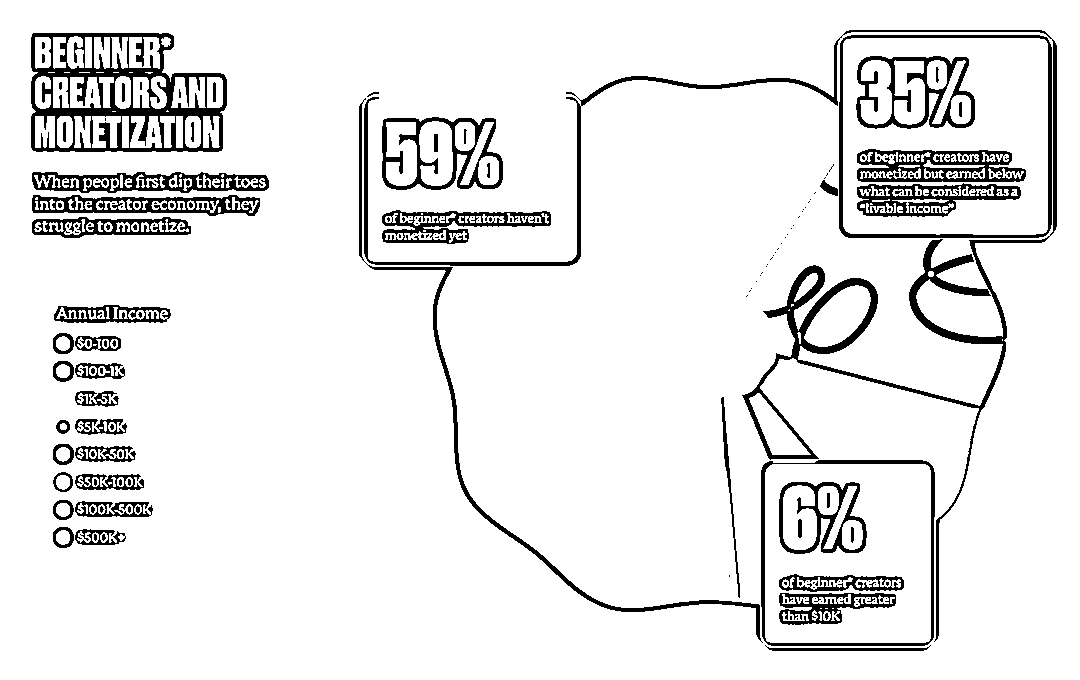 BEGINNER*
CREATORS AND
MONETIZATION
When people first dip their toes
into the creator economy, they
struggle to monetize.
Annual Income
$0-100
$100-1K
$1K-5K
$5K-10K
$10K-50K
$50K-100K
$100K-500K
$500K+
59%
of beginner* creators haven't
monetized yet
35%
of beginner* creators have
monetized but earned below
what can be considered as a
"livable income"
6%
of beginner* creators
have earned greater
than $10K